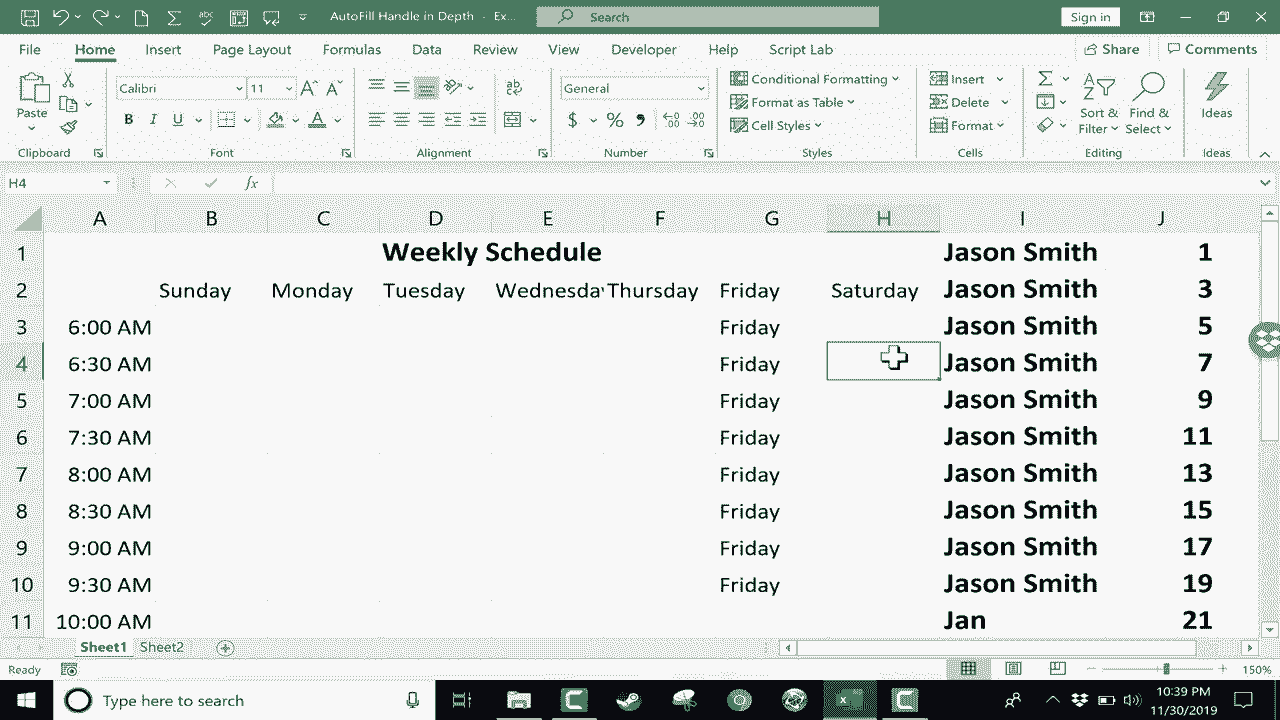 AutoFill Handle in Depth - Ex... Search Sign in
File Home Insert Page Layout Formulas Data Review View Developer Help Script Lab Share Comments
Calibri 11 General Conditional Formatting Insert
Paste Format as Table Delete Sort & Find & Ideas
B I U $ % Cell Styles Format Filter Select
Clipboard Font Alignment Number Styles Cells Editing Ideas
H4 fx
A B C D E F G H I J
1 Weekly Schedule Jason Smith 1
2 Sunday Monday Tuesday Wednesda Thursday Friday Saturday Jason Smith 3
3 6:00 AM Friday Jason Smith 5
4 6:30 AM Friday Jason Smith 7
5 7:00 AM Friday Jason Smith 9
6 7:30 AM Friday Jason Smith 11
7 8:00 AM Friday Jason Smith 13
8 8:30 AM Friday Jason Smith 15
9 9:00 AM Friday Jason Smith 17
10 9:30 AM Friday Jason Smith 19
11 10:00 AM Jan 21
Sheet1 Sheet2
Ready 150%
Type here to search 10:39 PM
11/30/2019